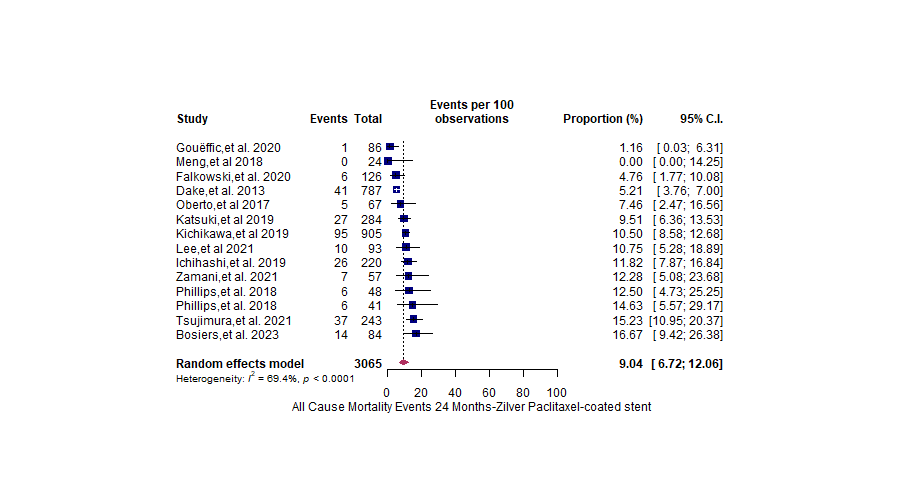 Events per 100
Study Events Total observations Proportion (%) 95% C.I.
Gouëffic,et al. 2020 1 86 1.16 [ 0.03; 6.31]
Meng,et al 2018 0 24 0.00 [ 0.00; 14.25]
Falkowski,et al. 2020 6 126 4.76 [ 1.77; 10.08]
Dake,et al. 2013 41 787 5.21 [ 3.76; 7.00]
Oberto,et al 2017 5 67 7.46 [ 2.47; 16.56]
Katsuki,et al 2019 27 284 9.51 [ 6.36; 13.53]
Kichikawa,et al 2019 95 905 10.50 [ 8.58; 12.68]
Lee,et al 2021 10 93 10.75 [ 5.28; 18.89]
Ichihashi,et al. 2019 26 220 11.82 [ 7.87; 16.84]
Zamani,et al. 2021 7 57 12.28 [ 5.08; 23.68]
Phillips,et al. 2018 6 48 12.50 [ 4.73; 25.25]
Phillips,et al. 2018 6 41 14.63 [ 5.57; 29.17]
Tsujimura,et al. 2021 37 243 15.23 [10.95; 20.37]
Bosiers,et al. 2023 14 84 16.67 [ 9.42; 26.38]
Random effects model 3065 9.04 [ 6.72; 12.06]
Heterogeneity: I² = 69.4%, p < 0.0001
0 20 40 60 80 100
All Cause Mortality Events 24 Months-Zilver Paclitaxel-coated stent